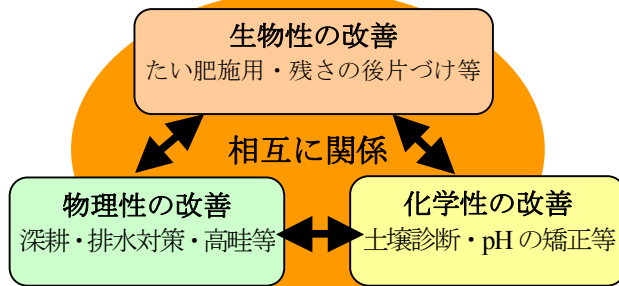 生物性の改善
たい肥施用・残さの後片づけ等
相互に関係
物理性の改善
深耕・排水対策・高畦等
化学性の改善
土壌診断・pH の矯正等